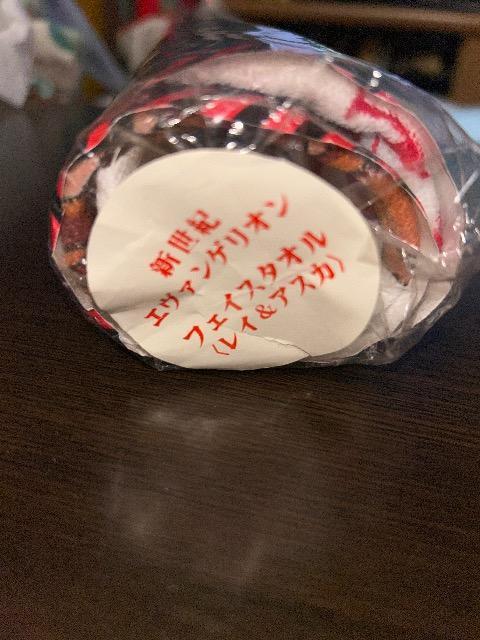 新世紀
エヴァンゲリオン
フェイスタオル
〈レイ&アスカ〉